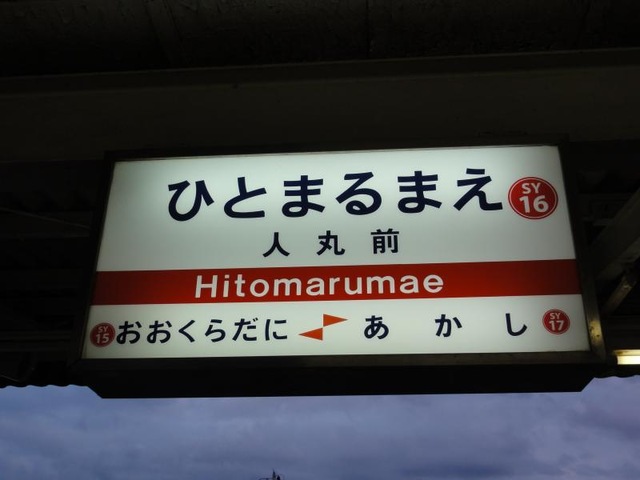 ひとまるまえ SY 16
人丸前
Hitomarumae
SY 15 おおくらだに あかし SY 17